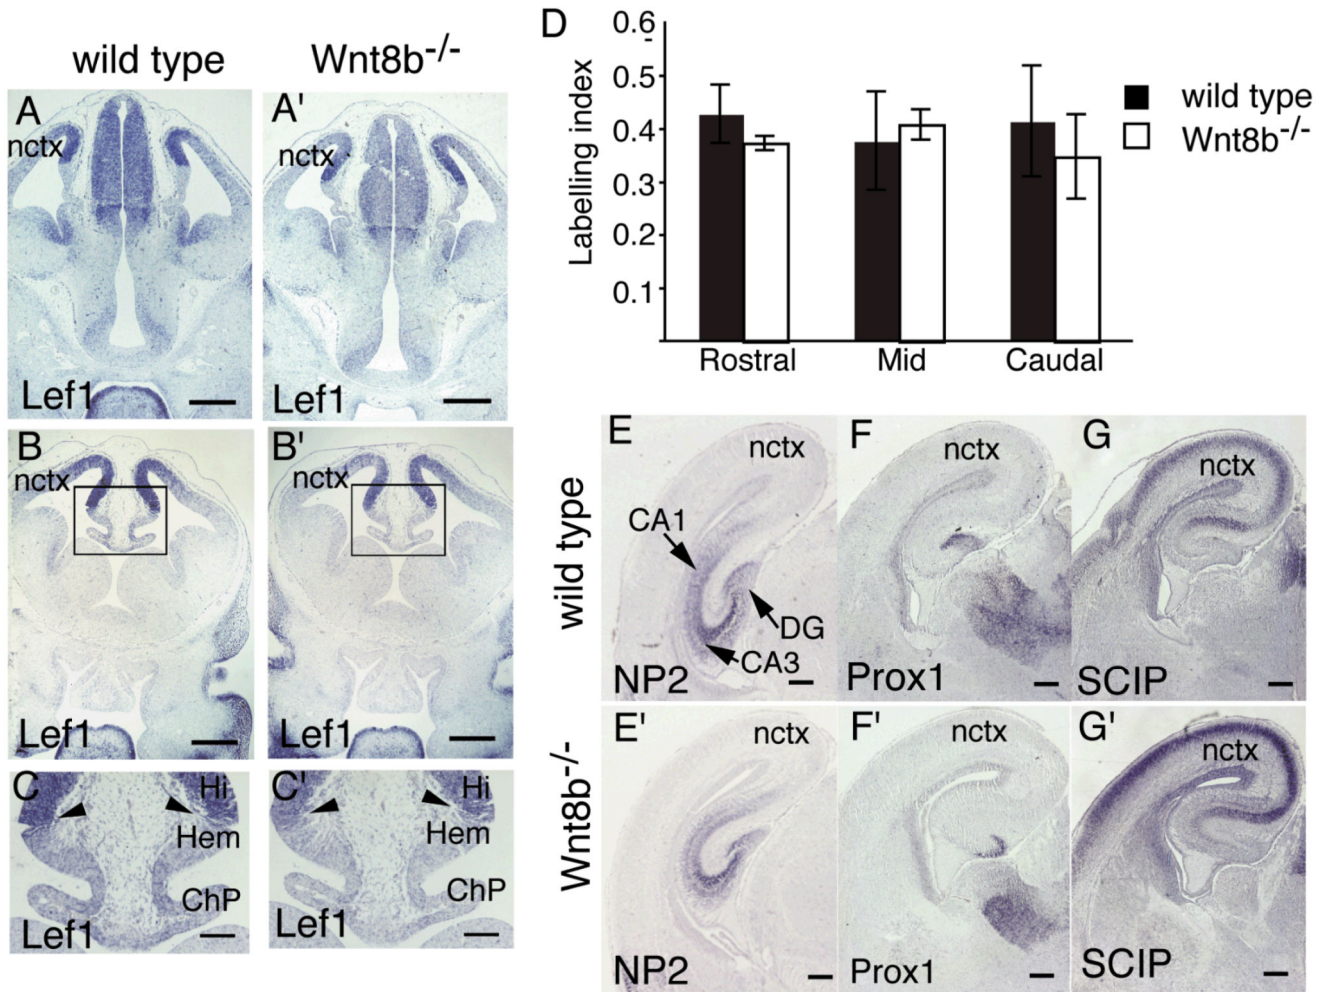 wild type
Wnt8b-/-
A
nctx
Lef1
A'
nctx
Lef1
B
nctx
Lef1
B'
nctx
Lef1
C
Hi
Hem
ChP
Lef1
C'
Hi
Hem
ChP
Lef1
D
Labelling index
0.6
0.5
0.4
0.3
0.2
0.1
Rostral
Mid
Caudal
wild type
Wnt8b-/-
wild type
E
nctx
CA1
DG
CA3
NP2
F
nctx
Prox1
G
nctx
SCIP
Wnt8b-/-
E'
nctx
NP2
F'
nctx
Prox1
G'
nctx
SCIP